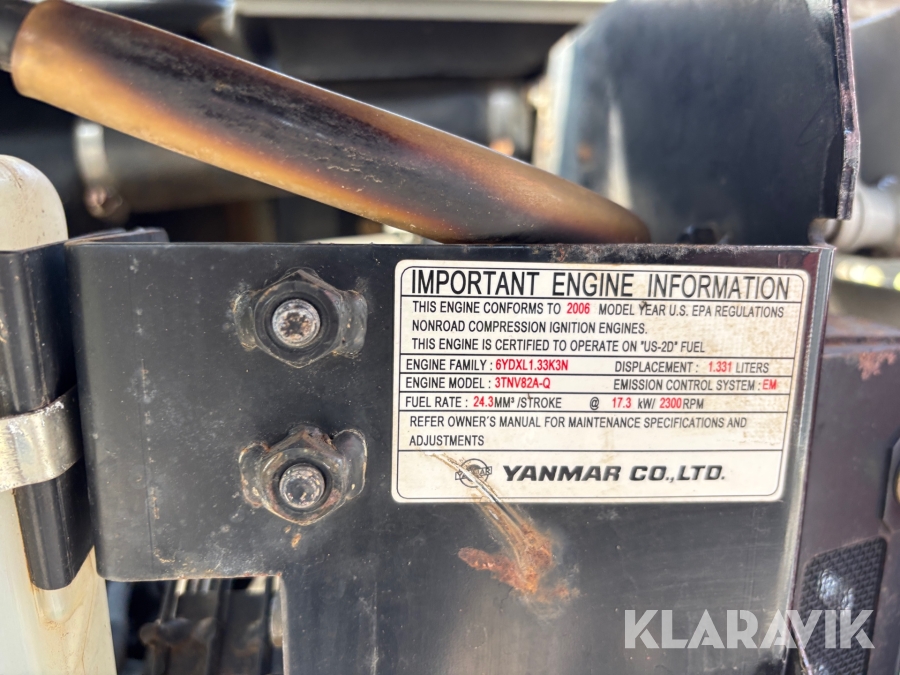 IMPORTANT ENGINE INFORMATION
THIS ENGINE CONFORMS TO 2006 MODEL YEAR U.S. EPA REGULATIONS
NONROAD COMPRESSION IGNITION ENGINES.
THIS ENGINE IS CERTIFIED TO OPERATE ON "US-2D" FUEL
ENGINE FAMILY : 6YDXL1.33K3N DISPLACEMENT : 1.331 LITERS
ENGINE MODEL : 3TNV82A-Q EMISSION CONTROL SYSTEM : EM
FUEL RATE : 24.3MM³ /STROKE @ 17.3 kW/ 2300RPM
REFER OWNER'S MANUAL FOR MAINTENANCE SPECIFICATIONS AND
ADJUSTMENTS
YANMAR CO.,LTD.
KLARAVIK